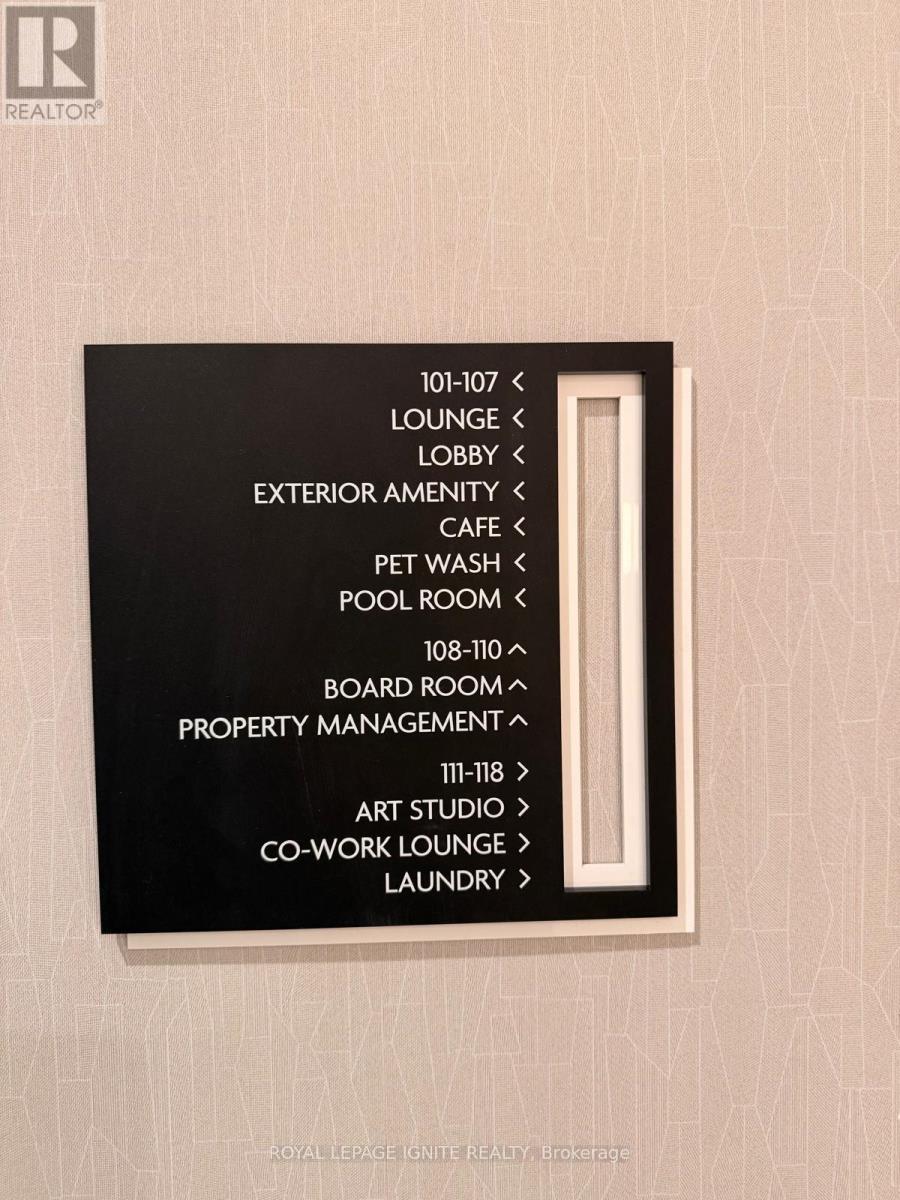 R
REALTOR®
101-107 <
LOUNGE <
LOBBY <
EXTERIOR AMENITY <
CAFE <
PET WASH <
POOL ROOM <
108-110 ^
BOARD ROOM ^
PROPERTY MANAGEMENT ^
111-118 >
ART STUDIO >
CO-WORK LOUNGE >
LAUNDRY >
ROYAL LEPAGE IGNITE REALTY, Brokerage